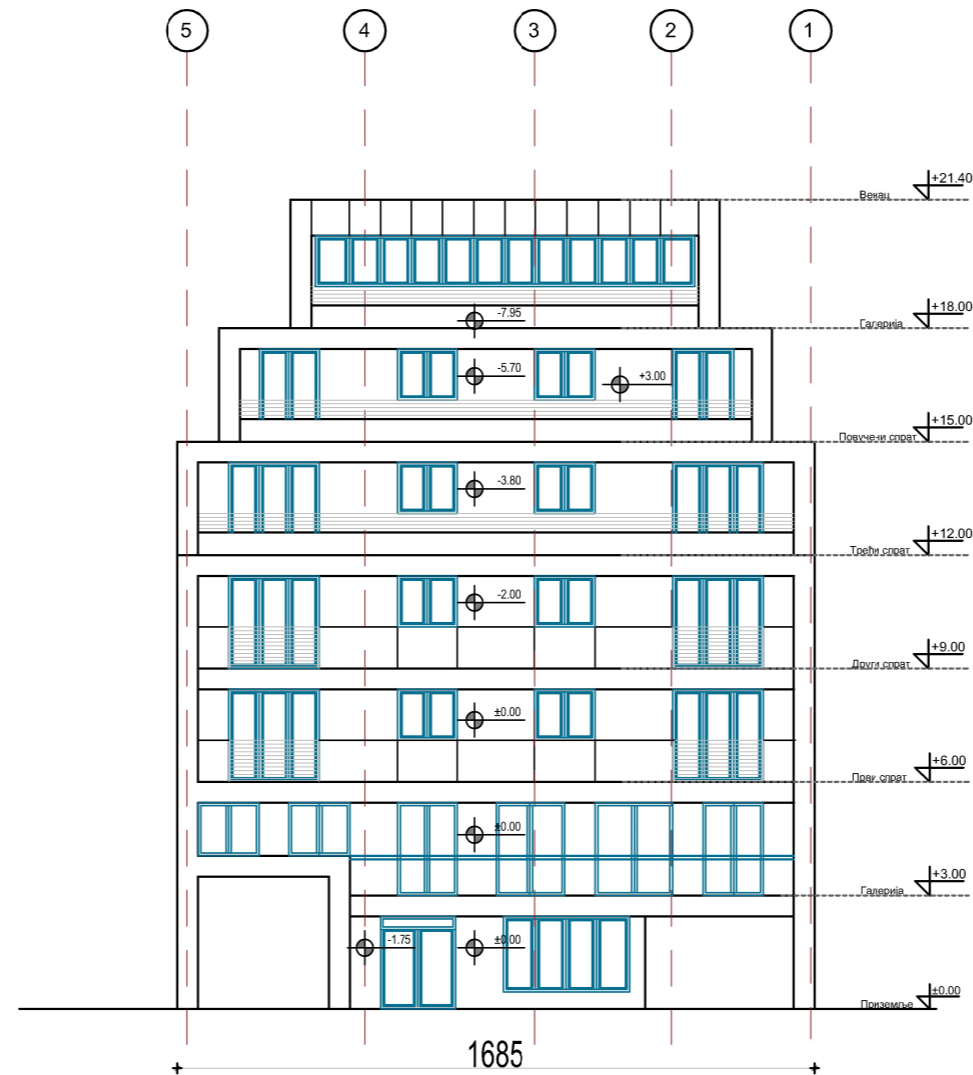 5 4 3 2 1
+21.40
Венац
-7.95
+18.00
Галерија
-5.70
+3.00
+15.00
Повучени спрат
-3.80
+12.00
Трећи спрат
-2.00
+9.00
Други спрат
±0.00
+6.00
Први спрат
±0.00
+3.00
Галерија
-1.75
±0.00
±0.00
Приземље
1685